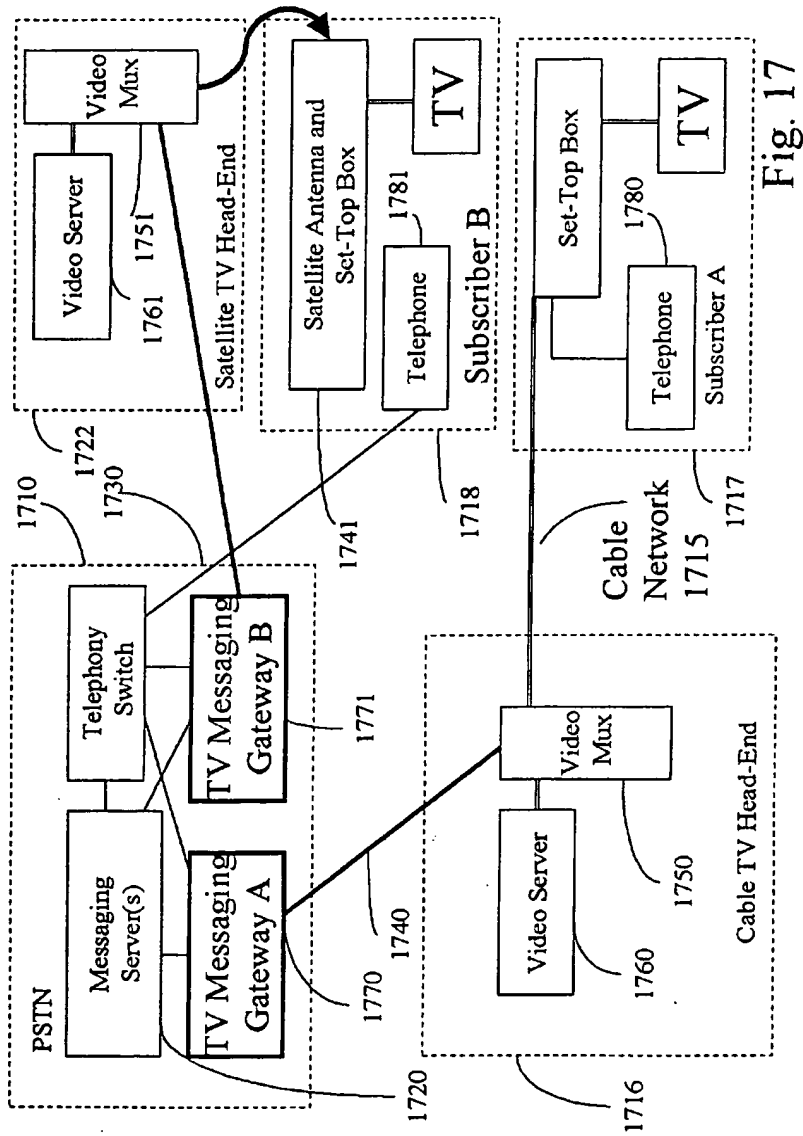 PSTN
Messaging
Server(s)
Telephony
Switch
TV Messaging
Gateway A
TV Messaging
Gateway B
1710
1730
1720
1770
1771
1740
1722
Video Server
Video
Mux
1761
1751
Satellite TV Head-End
Satellite Antenna and
Set-Top Box
TV
Telephone
1781
Subscriber B
1741
1718
Cable
Network
1715
Video Server
Video
Mux
1760
1750
Cable TV Head-End
1716
Set-Top Box
TV
Telephone
1780
Subscriber A
1717
Fig. 17